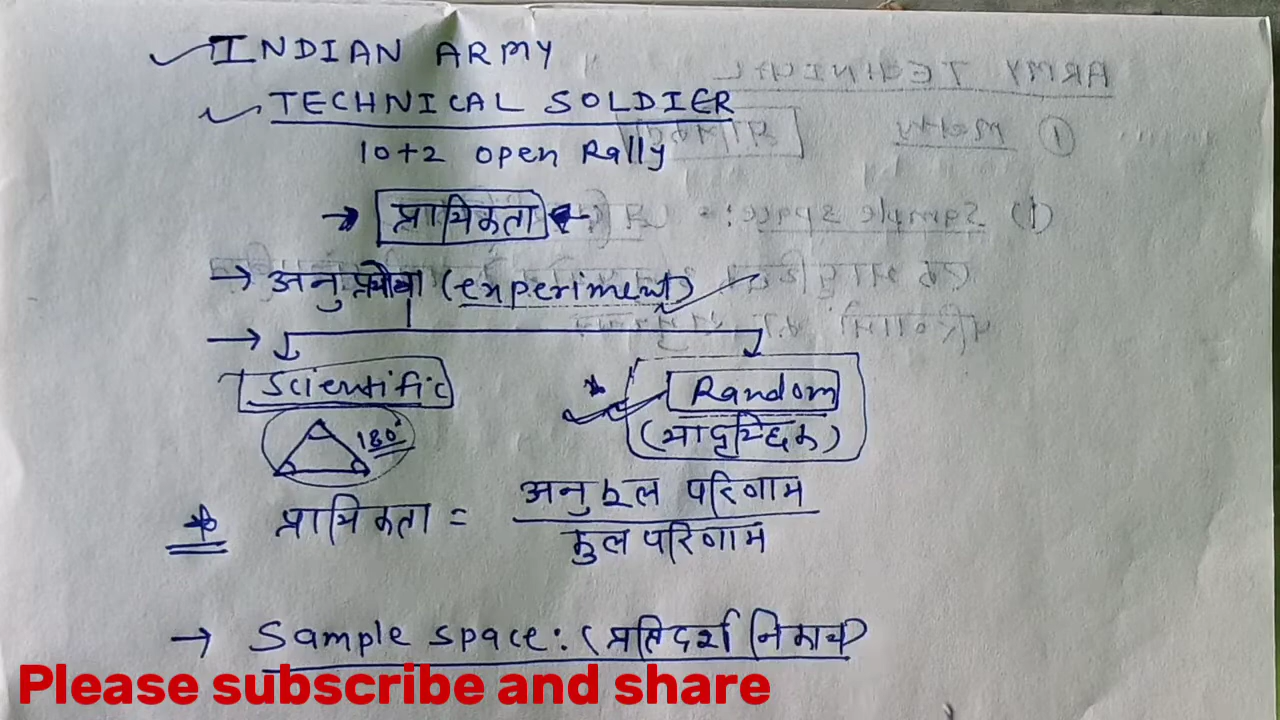 INDIAN ARMY
TECHNICAL SOLDIER
10+2 open Rally
→ प्रायिकता ←
→ अनुप्रयोग (experiment)
→
Scientific
Random
(यादृच्छिक)
180°
प्रायिकता = अनुकूल परिणाम
कुल परिणाम
→ Sample space: (प्रतिदर्श निकाय)
Please subscribe and share